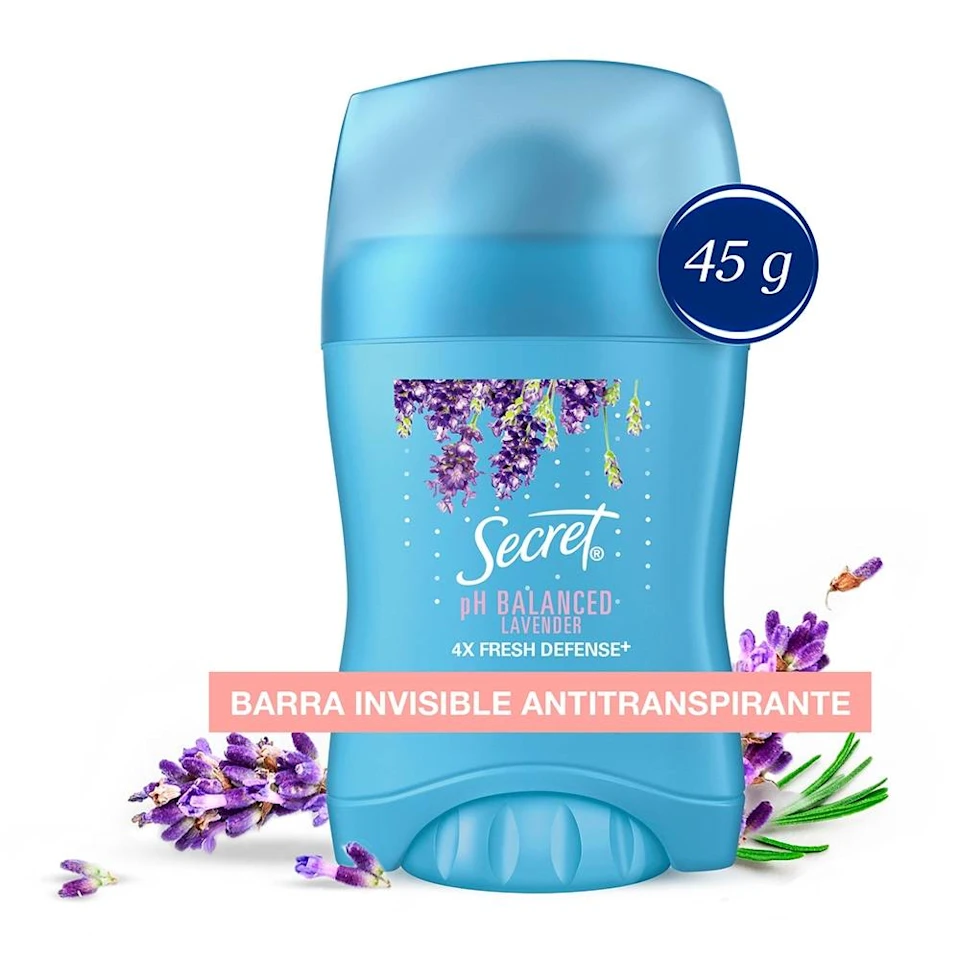 45 g
Secret®
pH BALANCED
LAVENDER
4X FRESH DEFENSE+
BARRA INVISIBLE ANTITRANSPIRANTE